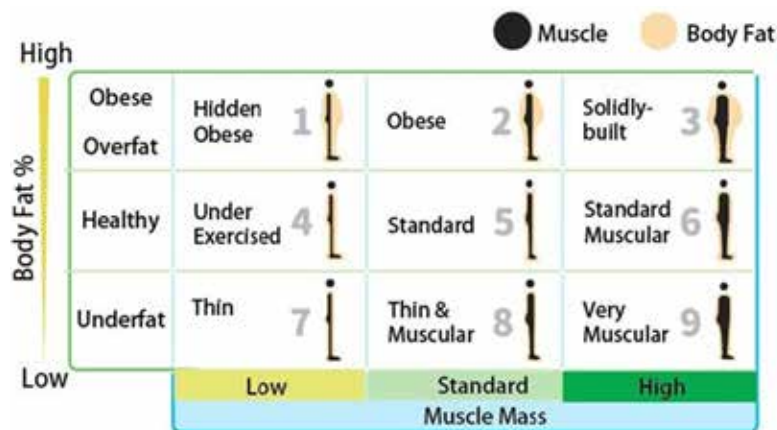 Muscle
Body Fat
High
Body Fat %
Low
Obese
Overfat
Hidden
Obese
1
Obese
2
Solidly-
built
3
Healthy
Under
Exercised
4
Standard
5
Standard
Muscular
6
Underfat
Thin
7
Thin &
Muscular
8
Very
Muscular
9
Low
Standard
High
Muscle Mass